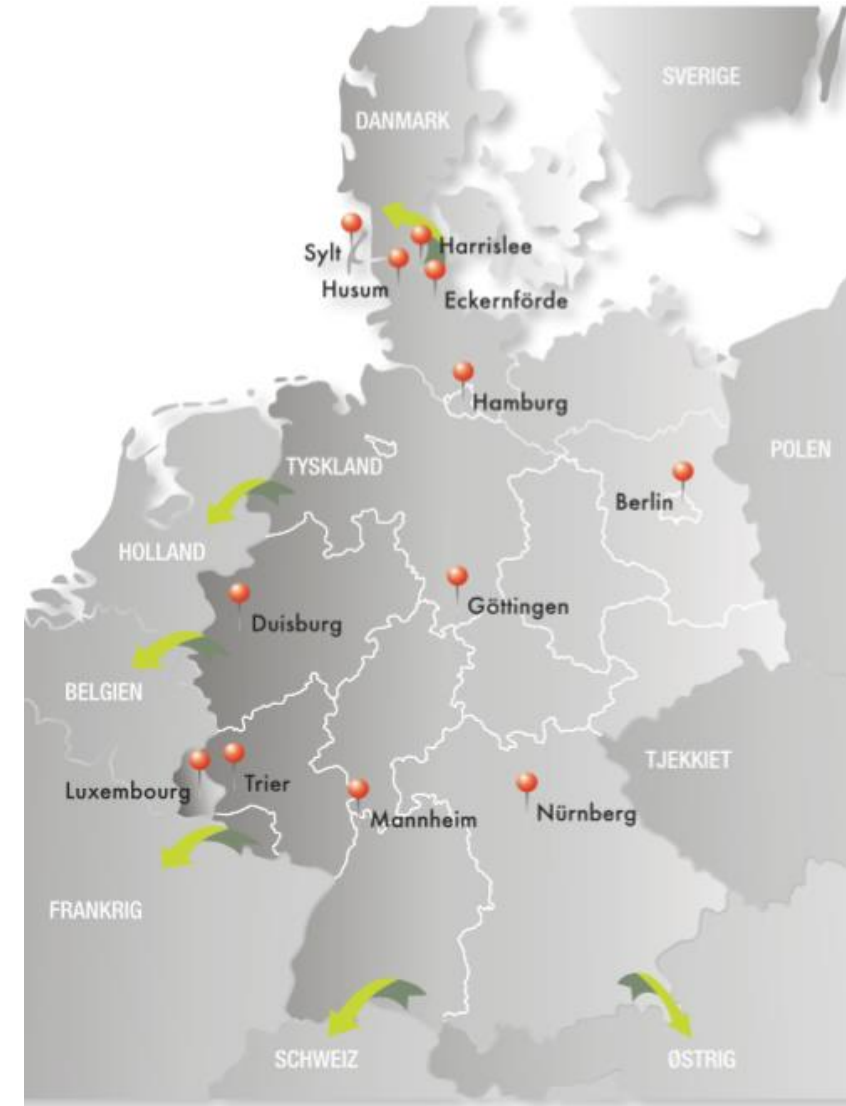 SVERIGE
DANMARK
Sylt
Harrislee
Husum
Eckernförde
Hamburg
POLEN
TYSKLAND
Berlin
HOLLAND
Göttingen
Duisburg
BELGIEN
TJEKKIET
Luxembourg
Trier
Mannheim
Nürnberg
FRANKRIG
SCHWEIZ
ØSTRIG